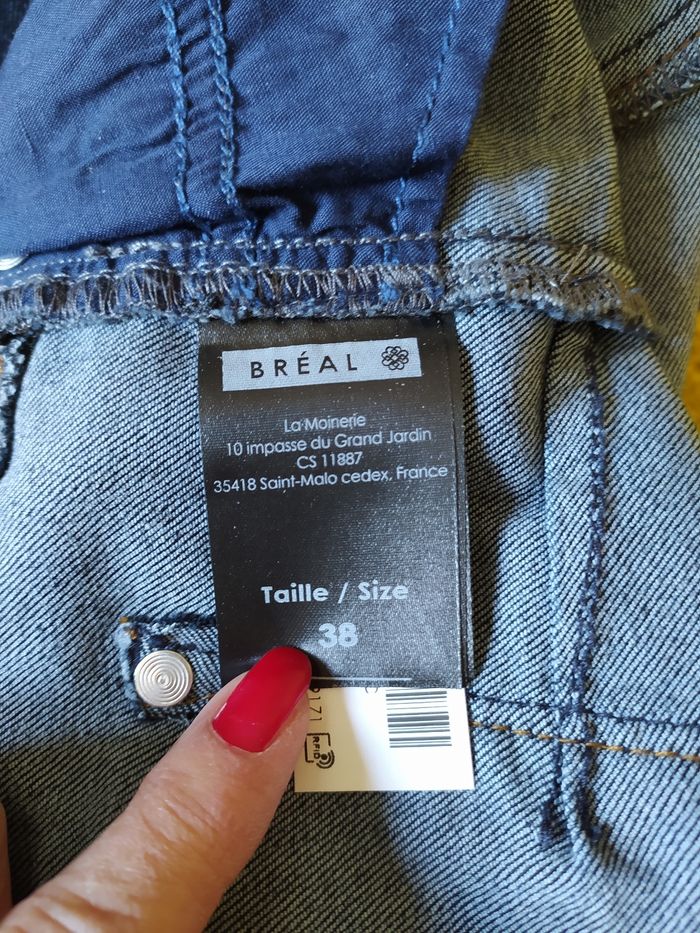 BRÉAL
La Moinerie
10 impasse du Grand Jardin
CS 11887
35418 Saint-Malo cedex, France
Taille / Size
38
RFID